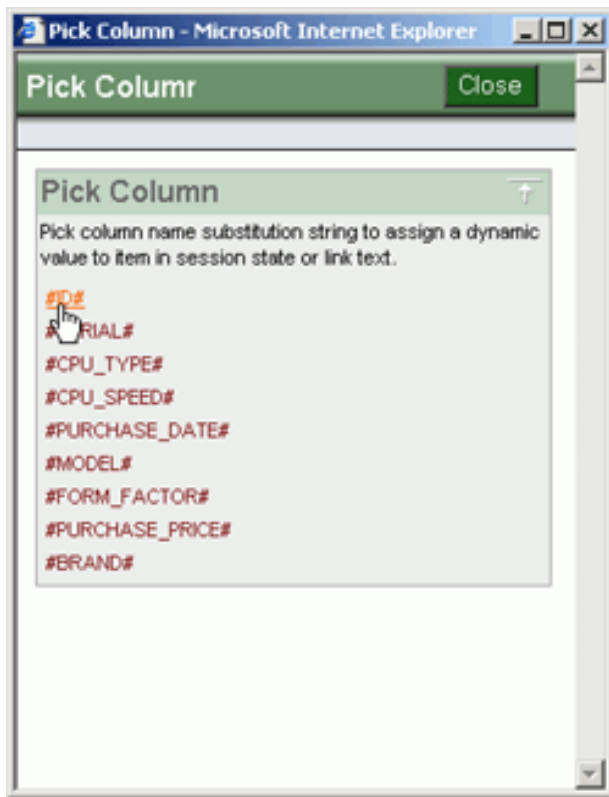 Pick Column - Microsoft Internet Explorer
Pick Column
Close
Pick Column
Pick column name substitution string to assign a dynamic
value to item in session state or link text.
#ID#
#CPU_TYPE#
#CPU_SPEED#
#PURCHASE_DATE#
#MODEL#
#FORM_FACTOR#
#PURCHASE_PRICE#
#BRAND#